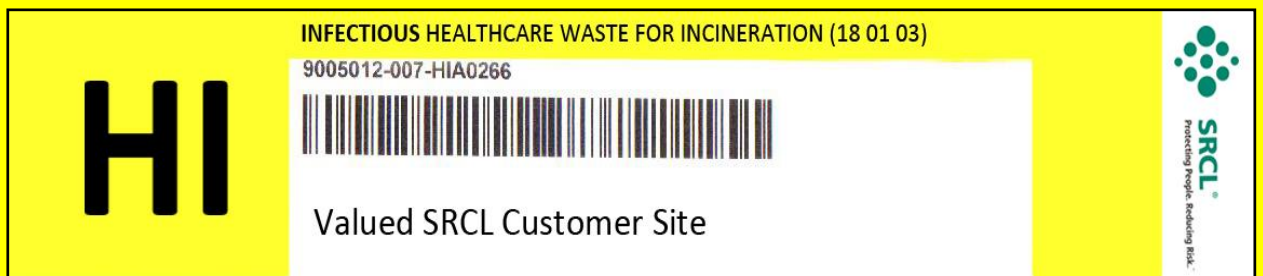 INFECTIOUS HEALTHCARE WASTE FOR INCINERATION (18 01 03)
HI
9005012-007-HIA0266
Valued SRCL Customer Site
SRCL®
Protecting People. Reducing Risk.™